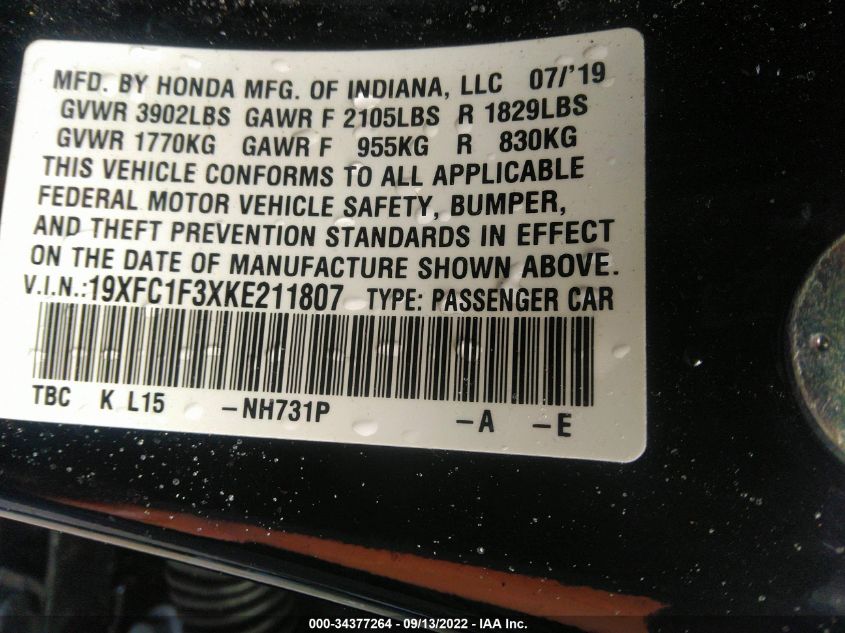 MFD. BY HONDA MFG. OF INDIANA, LLC 07/'19
GVWR 3902LBS GAWR F 2105LBS R 1829LBS
GVWR 1770KG GAWR F 955KG R 830KG
THIS VEHICLE CONFORMS TO ALL APPLICABLE
FEDERAL MOTOR VEHICLE SAFETY, BUMPER,
AND THEFT PREVENTION STANDARDS IN EFFECT
ON THE DATE OF MANUFACTURE SHOWN ABOVE.
V.I.N.:19XFC1F3XKE211807 TYPE: PASSENGER CAR
TBC K L15 -NH731P -A -E
000-34377264 - 09/13/2022 - IAA Inc.